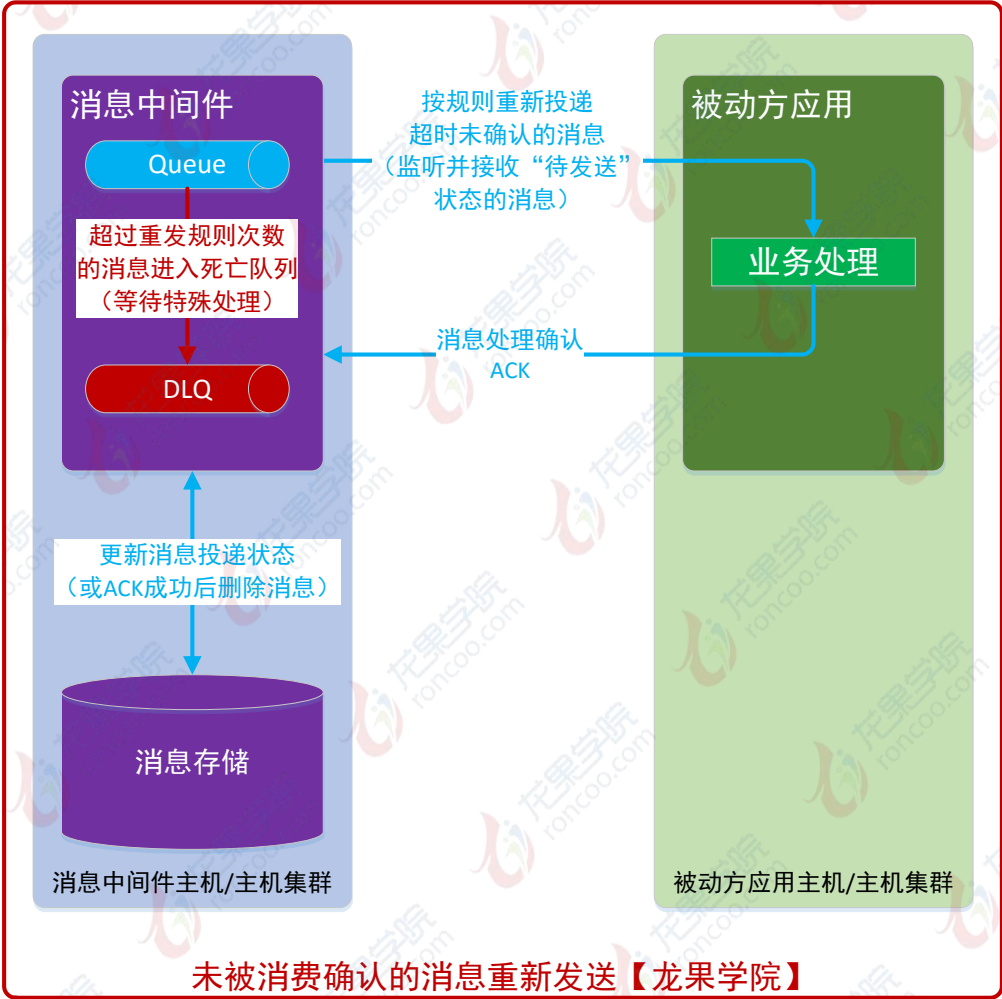 消息中间件
Queue
超过重发规则次数
的消息进入死亡队列
（等待特殊处理）
DLQ
按规则重新投递
超时未确认的消息
（监听并接收“待发送”
状态的消息）
被动方应用
业务处理
消息处理确认
ACK
更新消息投递状态
（或ACK成功后删除消息）
消息存储
消息中间件主机/主机集群
被动方应用主机/主机集群
未被消费确认的消息重新发送【龙果学院】
龙果学院
roncoo.com